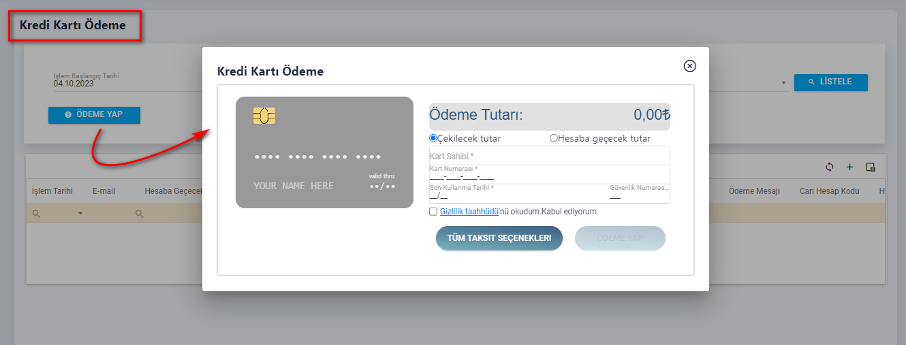 Kredi Kartı Ödeme
İşlem Başlangıç Tarihi
04.10.2023
LİSTELE
ÖDEME YAP
Kredi Kartı Ödeme
Ödeme Tutarı: 0,00₺
Çekilecek tutar Hesaba geçecek tutar
Kart Sahibi *
Kart Numarası *
____-____-____-____
Son Kullanma Tarihi * Güvenlik Numarası...
__/__ ___
•••• •••• •••• ••••
valid thru
YOUR NAME HERE ••/••
Gizlilik taahhüdü'nü okudum.Kabul ediyorum.
TÜM TAKSIT SEÇENEKLERI ÖDEME YAP
İşlem Tarihi E-mail Hesaba Geçecek Ödeme Mesajı Cari Hesap Kodu H